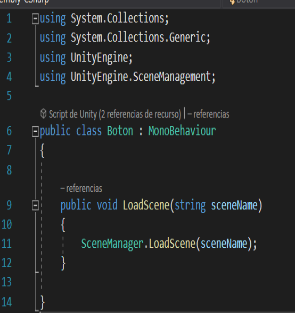 Boton
1 using System.Collections;
2 using System.Collections.Generic;
3 using UnityEngine;
4 using UnityEngine.SceneManagement;
5
Script de Unity (2 referencias de recurso) | – referencias
6 public class Boton : MonoBehaviour
7 {
8
– referencias
9 public void LoadScene(string sceneName)
10 {
11 SceneManager.LoadScene(sceneName);
12 }
13
14 }